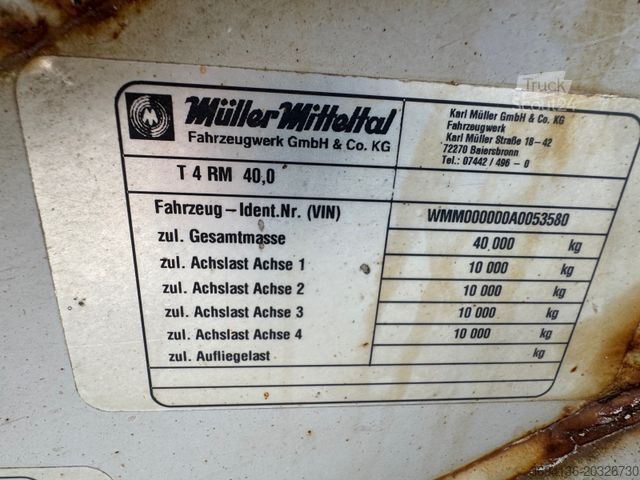 Truck
scout24
Müller Mitteltal
Fahrzeugwerk GmbH & Co. KG
Karl Müller GmbH & Co. KG
Fahrzeugwerk
Karl Müller Straße 18-42
72270 Baiersbronn
Tel.: 07442 / 496 - 0
T 4 RM 40,0
Fahrzeug-Ident.Nr. (VIN) WMM000000A0053580
zul. Gesamtmasse 40 000 kg
zul. Achslast Achse 1 10 000 kg
zul. Achslast Achse 2 10 000 kg
zul. Achslast Achse 3 10 000 kg
zul. Achslast Achse 4 10 000 kg
zul. Aufliegelast kg